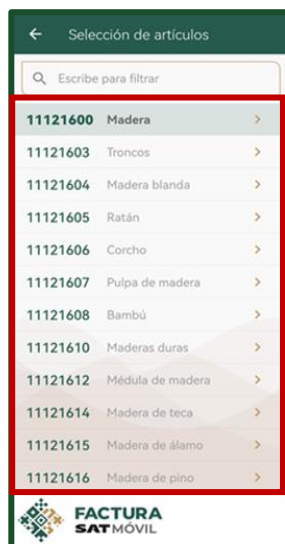 Selección de artículos
Escribe para filtrar
11121600 Madera
11121603 Troncos
11121604 Madera blanda
11121605 Ratán
11121606 Corcho
11121607 Pulpa de madera
11121608 Bambú
11121610 Maderas duras
11121612 Médula de madera
11121614 Madera de teca
11121615 Madera de álamo
11121616 Madera de pino
FACTURA
SAT MÓVIL